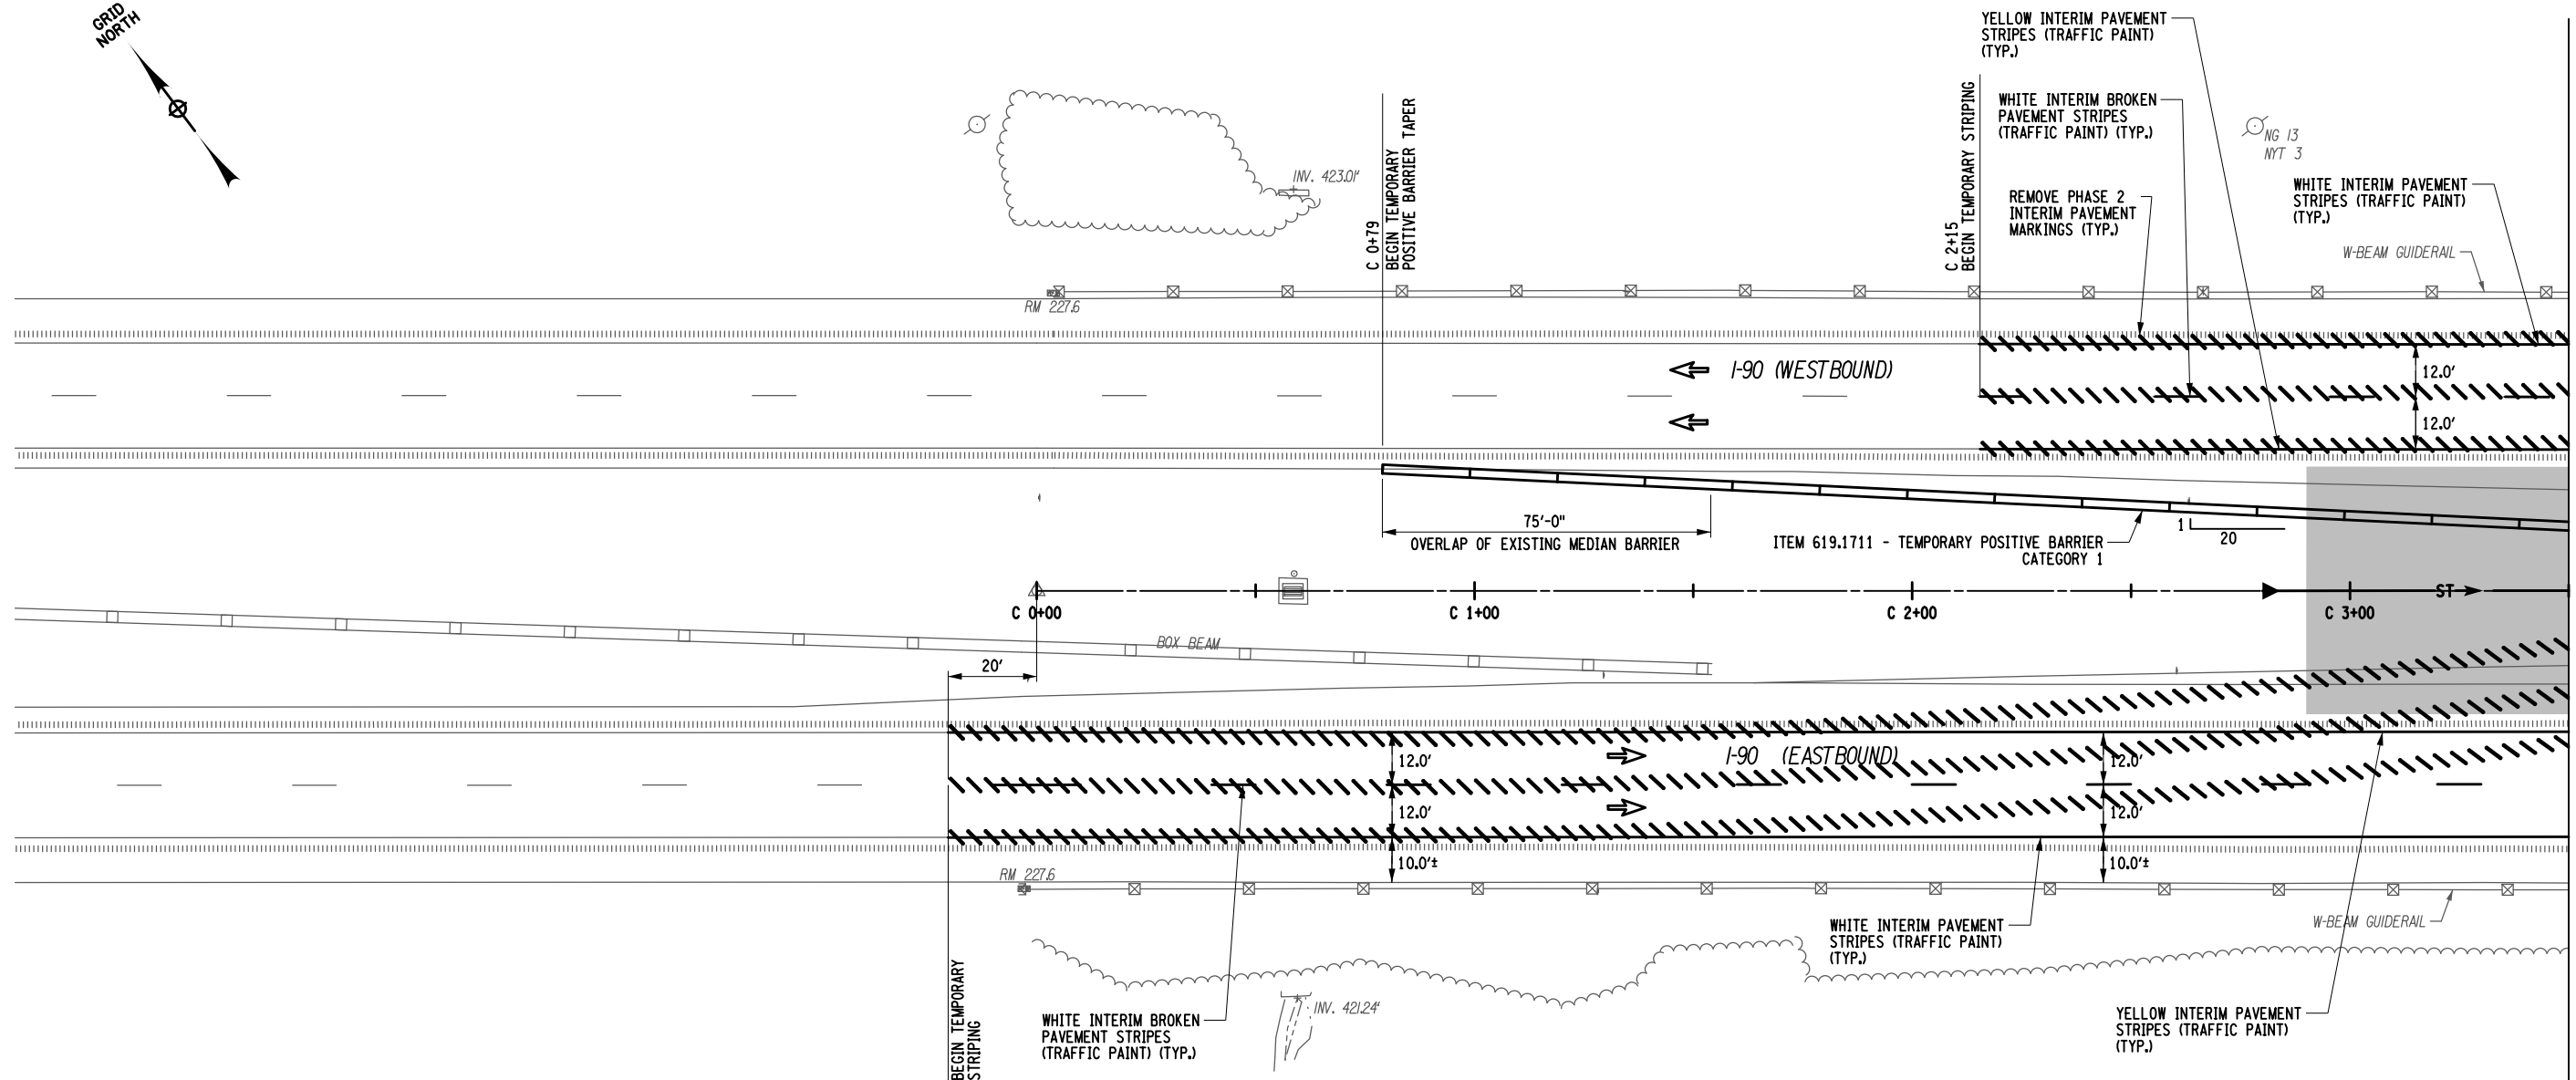 GRID
NORTH
YELLOW INTERIM PAVEMENT
STRIPES (TRAFFIC PAINT)
(TYP.)
WHITE INTERIM BROKEN
PAVEMENT STRIPES
(TRAFFIC PAINT) (TYP.)
NG 13
NYT 3
REMOVE PHASE 2
INTERIM PAVEMENT
MARKINGS (TYP.)
WHITE INTERIM PAVEMENT
STRIPES (TRAFFIC PAINT)
(TYP.)
W-BEAM GUIDERAIL
C 0+79
BEGIN TEMPORARY
POSITIVE BARRIER TAPER
C 2+15
BEGIN TEMPORARY STRIPING
INV. 423.01'
RM 227.6
I-90 (WESTBOUND)
12.0'
12.0'
75'-0"
OVERLAP OF EXISTING MEDIAN BARRIER
ITEM 619.1711 - TEMPORARY POSITIVE BARRIER
CATEGORY 1
1
20
ST
C 0+00
C 1+00
C 2+00
C 3+00
BOX BEAM
20'
I-90 (EASTBOUND)
12.0'
12.0'
12.0'
12.0'
10.0'±
10.0'±
RM 227.6
W-BEAM GUIDERAIL
WHITE INTERIM PAVEMENT
STRIPES (TRAFFIC PAINT)
(TYP.)
BEGIN TEMPORARY
STRIPING
WHITE INTERIM BROKEN
PAVEMENT STRIPES
(TRAFFIC PAINT) (TYP.)
INV. 421.24'
YELLOW INTERIM PAVEMENT
STRIPES (TRAFFIC PAINT)
(TYP.)